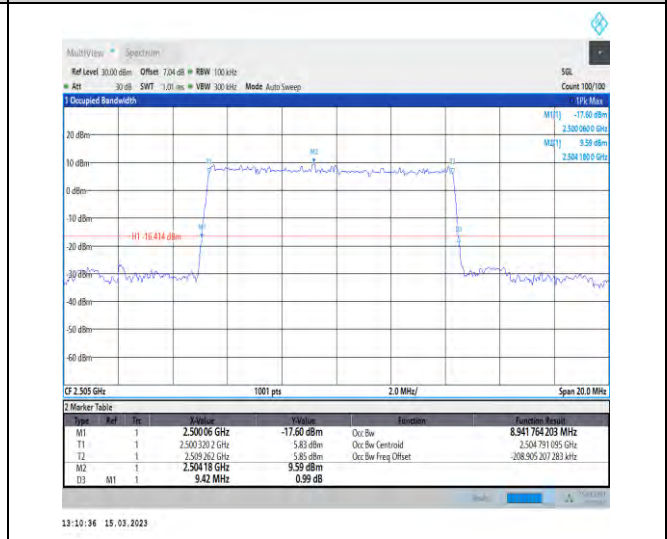 MultiView Spectrum
Ref Level 30.00 dBm Offset 7.04 dB RBW 100 kHz SGL
Att 30 dB SWT 1.01 ms VBW 300 kHz Mode Auto Sweep Count 100/100
1 Occupied Bandwidth 1Pk Max
M1[1] -17.60 dBm
2.500 060 0 GHz
M2[1] 9.59 dBm
2.504 180 0 GHz
20 dBm
M2
10 dBm
0 dBm
-10 dBm
M1
H1 -16.414 dBm
-20 dBm
-30 dBm
-40 dBm
-50 dBm
-60 dBm
CF 2.505 GHz 1001 pts 2.0 MHz/ Span 20.0 MHz
2 Marker Table
Type Ref Trc X-Value Y-Value Function Function Result
M1 1 2.50006 GHz -17.60 dBm Occ Bw 8.941 764 203 MHz
T1 1 2.500 320 2 GHz 5.83 dBm Occ Bw Centroid 2.504 791 095 GHz
T2 1 2.509 262 GHz 5.85 dBm Occ Bw Freq Offset -208.905 207 283 kHz
M2 1 2.504 18 GHz 9.59 dBm
D3 M1 1 9.42 MHz 0.99 dB
13:10:36 15.03.2023